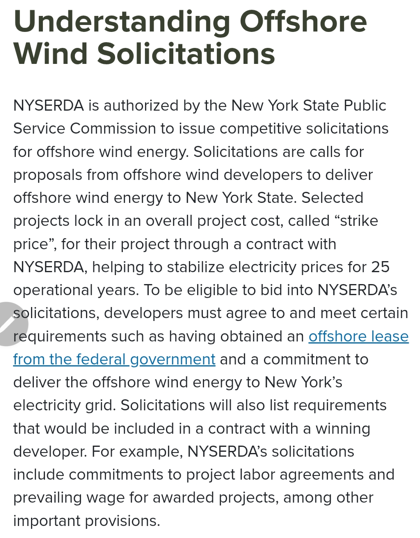 Understanding Offshore
Wind Solicitations
NYSERDA is authorized by the New York State Public
Service Commission to issue competitive solicitations
for offshore wind energy. Solicitations are calls for
proposals from offshore wind developers to deliver
offshore wind energy to New York State. Selected
projects lock in an overall project cost, called “strike
price”, for their project through a contract with
NYSERDA, helping to stabilize electricity prices for 25
operational years. To be eligible to bid into NYSERDA’s
solicitations, developers must agree to and meet certain
requirements such as having obtained an offshore lease
from the federal government and a commitment to
deliver the offshore wind energy to New York’s
electricity grid. Solicitations will also list requirements
that would be included in a contract with a winning
developer. For example, NYSERDA’s solicitations
include commitments to project labor agreements and
prevailing wage for awarded projects, among other
important provisions.